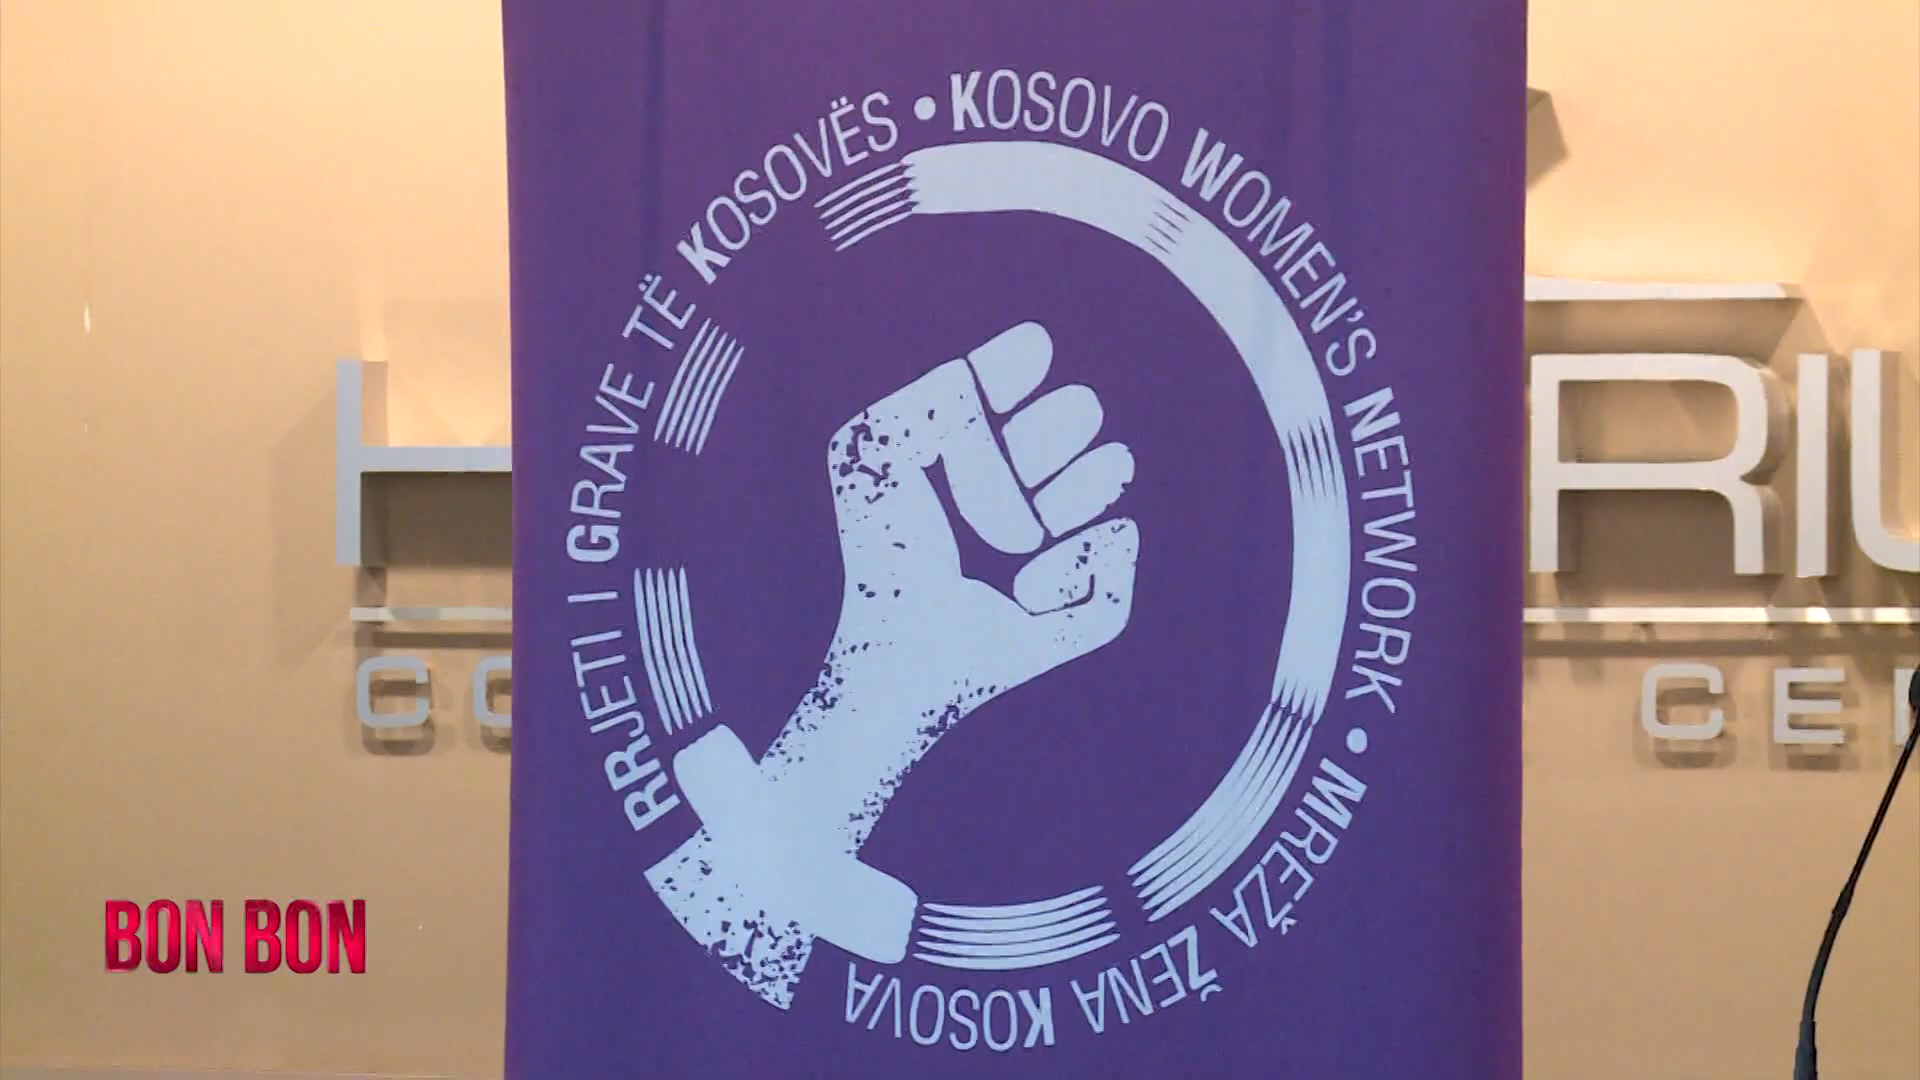 RRJETI I GRAVE TË KOSOVËS • KOSOVO WOMEN'S NETWORK • MREŽA ŽENA KOSOVA
BON BON